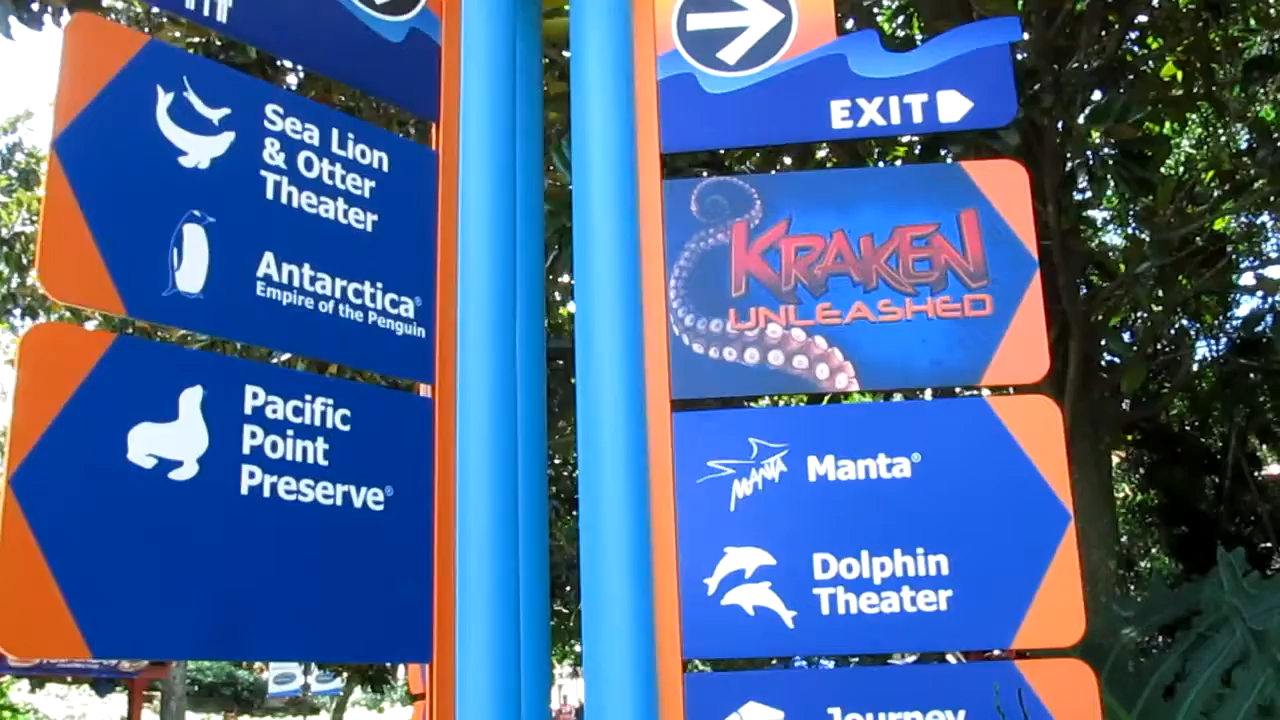 Sea Lion
& Otter
Theater
Antarctica®
Empire of the Penguin
Pacific
Point
Preserve®
EXIT
KRAKEN
UNLEASHED
MANTA
Manta®
Dolphin
Theater
Journey